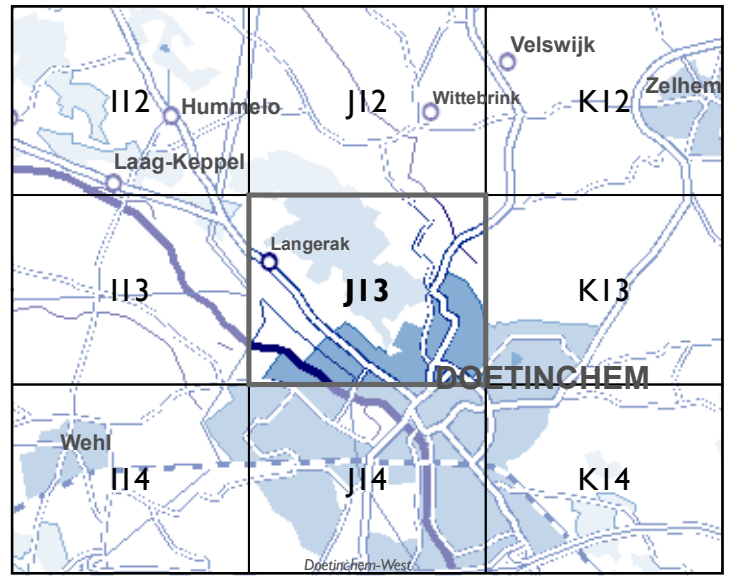 Velswijk
I12
Hummelo
J12
Wittebrink
K12
Zelhem
Laag-Keppel
Langerak
I13
J13
K13
DOETINCHEM
Wehl
I14
J14
K14
Doetinchem-West